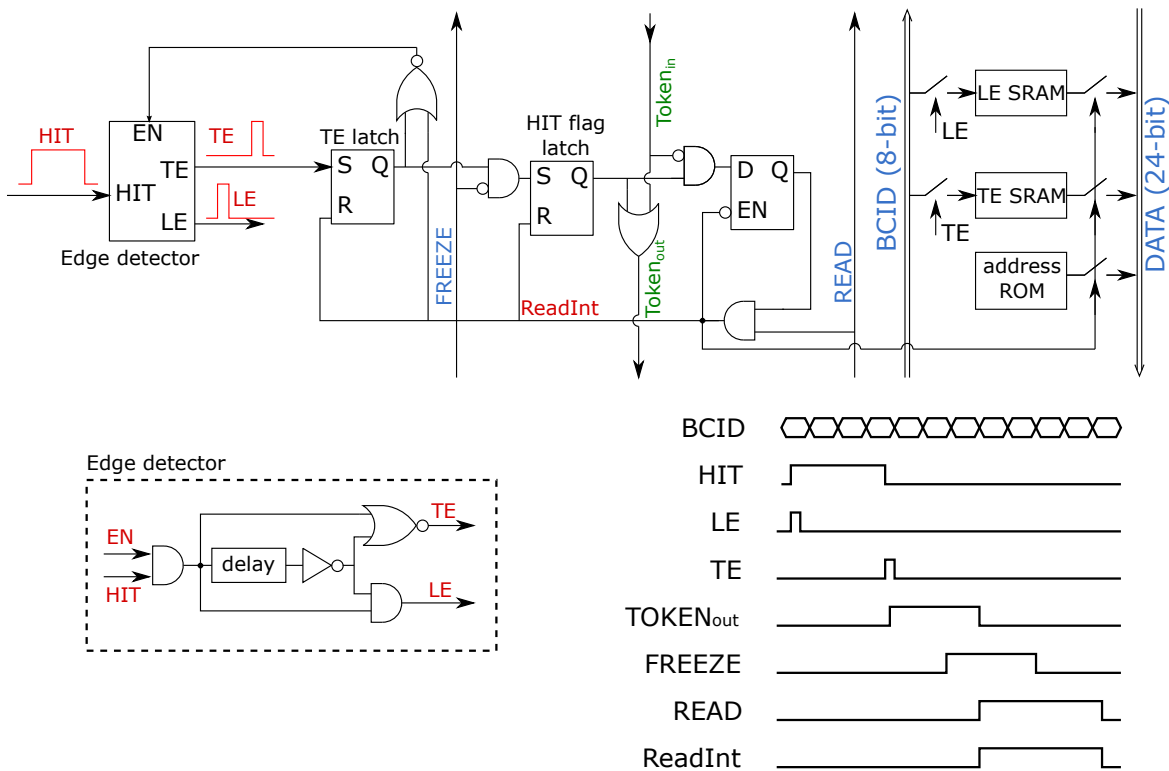 HIT
EN
TE
HIT
LE
TE
LE
Edge detector
TE latch
S Q
R
FREEZE
HIT flag
latch
S Q
R
Token_in
Token_out
D Q
EN
ReadInt
READ
BCID (8-bit)
LE
LE SRAM
TE
TE SRAM
address
ROM
DATA (24-bit)
Edge detector
EN
HIT
delay
TE
LE
BCID
HIT
LE
TE
TOKENout
FREEZE
READ
ReadInt